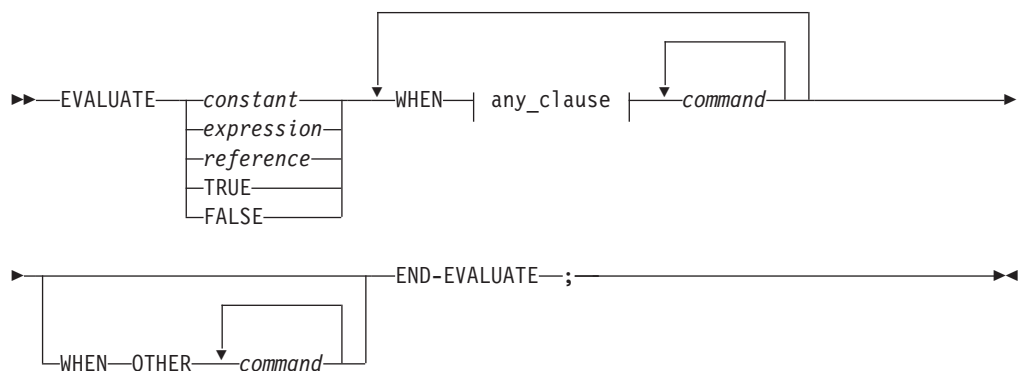 EVALUATE constant WHEN any_clause command
expression
reference
TRUE
FALSE
END-EVALUATE ;
WHEN OTHER command